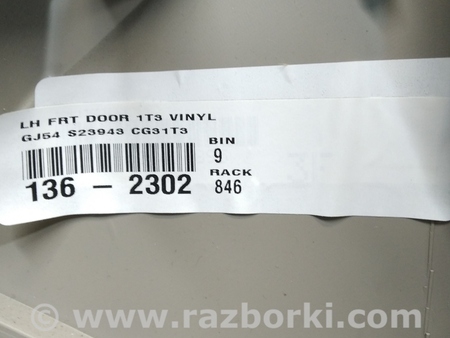 LH FRT DOOR 1T3 VINYL
GJ54 S23943 CG31T3
136 – 2302
BIN
9
RACK
846
www.razborki.com